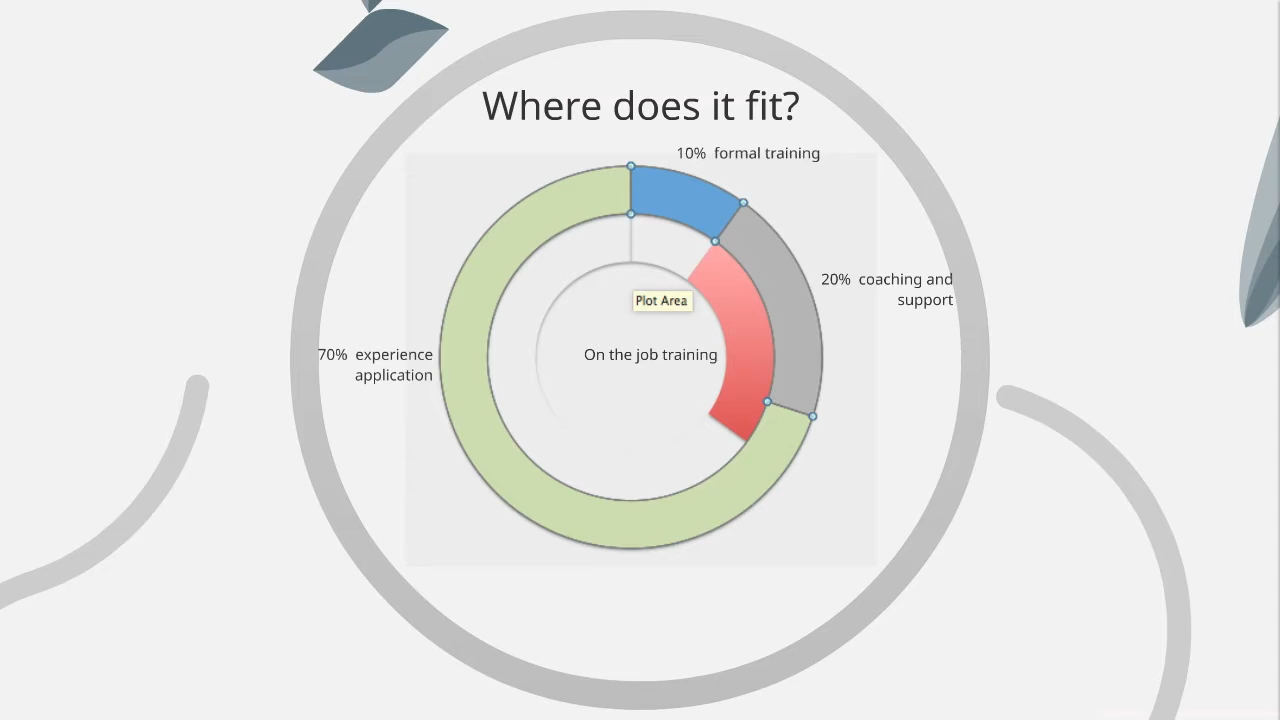 Where does it fit?
10% formal training
20% coaching and
support
Plot Area
On the job training
70% experience
application